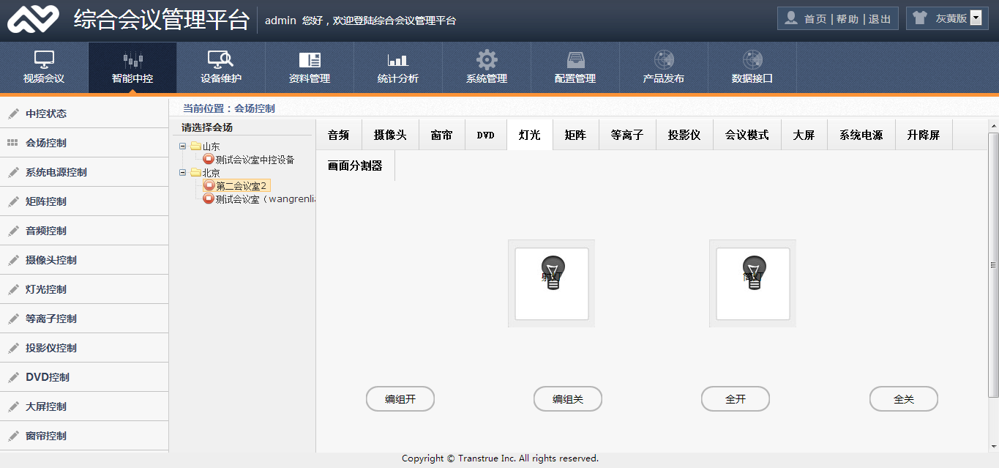 综合会议管理平台 admin 您好，欢迎登陆综合会议管理平台 首页 | 帮助 | 退出 灰黄版
视频会议 智能中控 设备维护 资料管理 统计分析 系统管理 配置管理 产品发布 数据接口
中控状态
会场控制
系统电源控制
矩阵控制
音频控制
摄像头控制
灯光控制
等离子控制
投影仪控制
DVD控制
大屏控制
窗帘控制
当前位置：会场控制
请选择会场
山东
测试会议室中控设备
北京
第二会议室2
测试会议室（wangrenli
音频 摄像头 窗帘 DVD 灯光 矩阵 等离子 投影仪 会议模式 大屏 系统电源 升降屏
画面分割器
射灯 筒灯
编组开 编组关 全开 全关
Copyright © Transtrue Inc. All rights reserved.